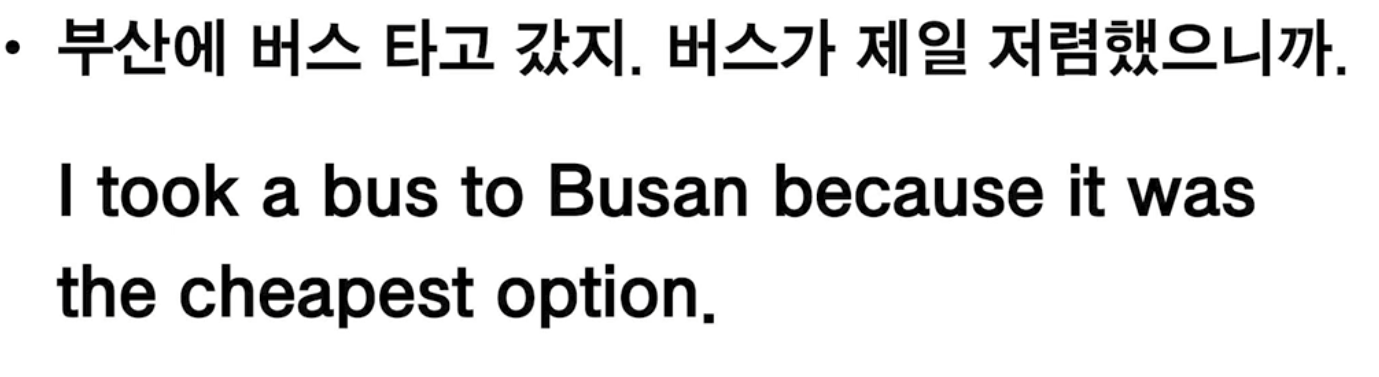 • 부산에 버스 타고 갔지. 버스가 제일 저렴했으니까.
I took a bus to Busan because it was
the cheapest option.